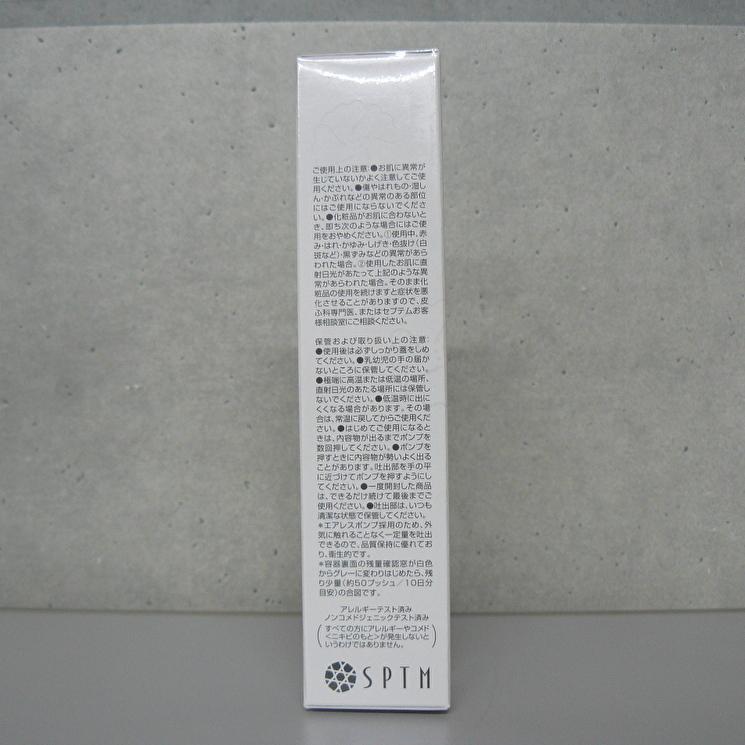 ご使用上の注意:●お肌に異常が
生じていないかよく注意してご使
用ください。●傷やはれもの・湿し
ん・かぶれなどの異常のある部位
にはご使用にならないでくださ
い。●化粧品がお肌に合わないと
き、即ち次のような場合にはご使
用をおやめください。①使用中、赤
み・はれ・かゆみ・しげき・色抜け(白
斑など)・黒ずみなどの異常があら
われた場合。②使用したお肌に直
射日光があたって上記のような異
常があらわれた場合。そのまま化
粧品の使用を続けますと症状を悪
化させることがありますので、皮
ふ科専門医、またはセプテムお客
様相談室にご相談ください。
保管および取り扱い上の注意:
●使用後は必ずしっかり蓋をしめ
てください。●乳幼児の手の届か
ないところに保管してください。
●極端に高温または低温の場所、
直射日光のあたる場所には保管し
ないでください。●低温時に出に
くくなる場合があります。その場
合は、常温に戻してからご使用くだ
さい。●はじめてご使用になると
きは、内容物が出るまでポンプを
数回押してください。●ポンプを
押すときに内容物が勢いよく出る
ことがあります。吐出部を手の平
に近づけてポンプを押すようにし
てください。●一度開封した商品
は、できるだけ続けて最後までご
使用ください。●吐出部は、いつも
清潔な状態で保管してください。
*エアレスポンプ採用のため、外
気に触れることなく一定量を吐出
できるので、品質保持に優れてお
り、衛生的です。
*容器裏面の残量確認窓が白色
からグレーに変わりはじめたら、残
り少量(約50プッシュ/10日分
目安)の合図です。
アレルギーテスト済み
ノンコメドジェニックテスト済み
(すべての方にアレルギーやコメド
<ニキビのもと>が発生しないと
いうわけではありません。)
SPTM